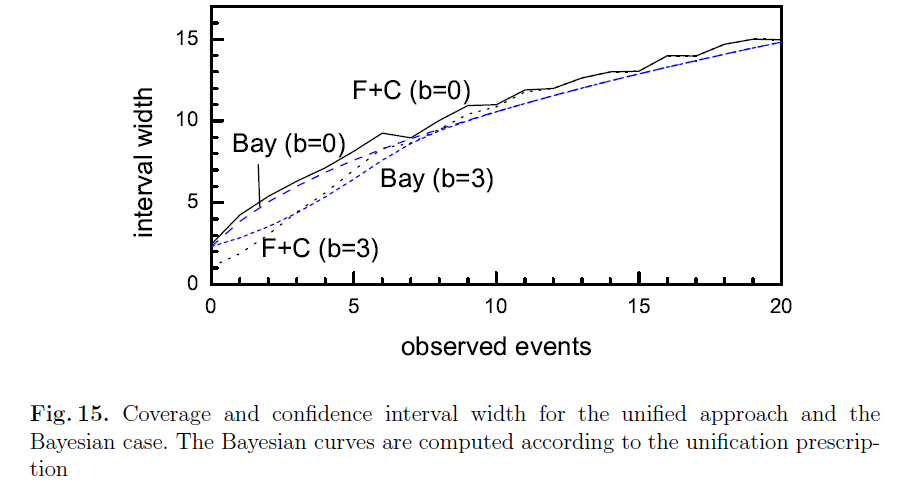 15
10
5
0
interval width
F+C (b=0)
Bay (b=0)
Bay (b=3)
F+C (b=3)
0 5 10 15 20
observed events
Fig. 15. Coverage and confidence interval width for the unified approach and the
Bayesian case. The Bayesian curves are computed according to the unification prescrip-
tion